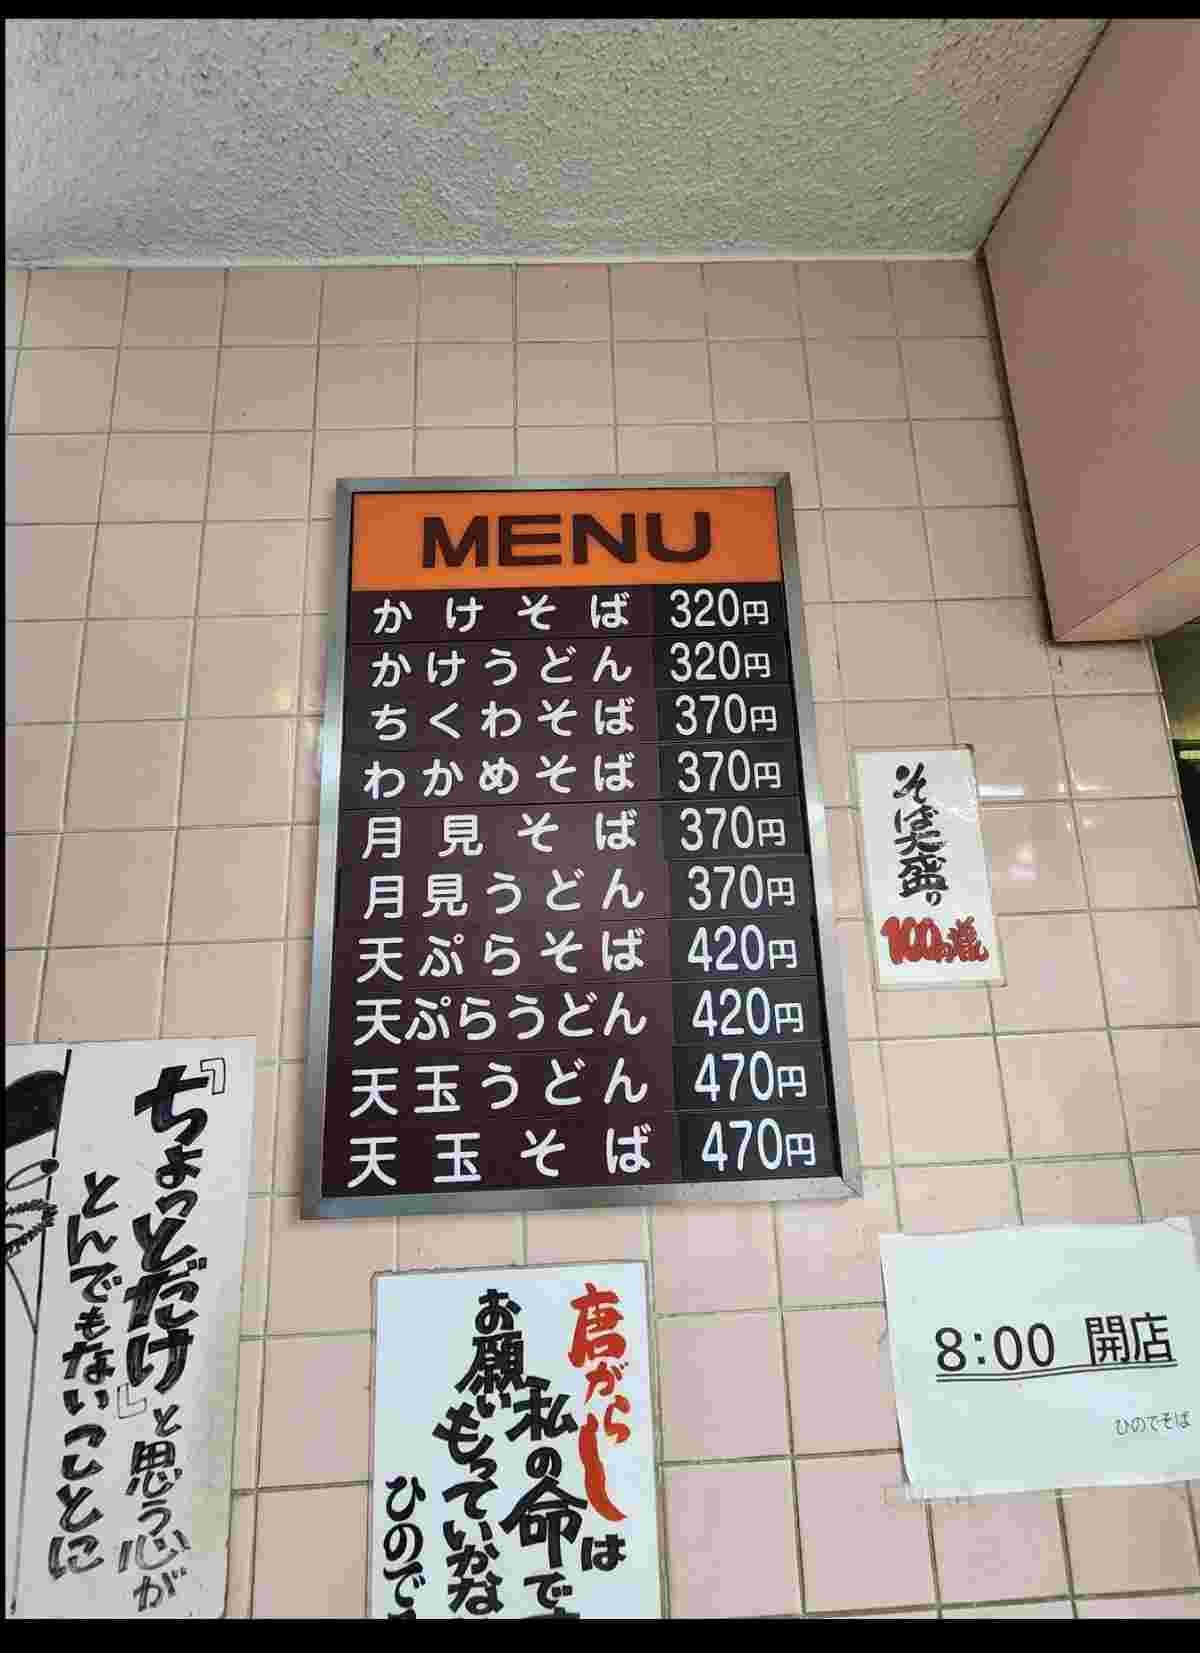 MENU
かけそば 320円
かけうどん 320円
ちくわそば 370円
わかめそば 370円
月見そば 370円
月見うどん 370円
天ぷらそば 420円
天ぷらうどん 420円
天玉うどん 470円
天玉そば 470円
そば大盛り
100円増し
『ちょっとだけ』と思う心が
とんでもないことに
唐がらしは
私の命です
お願いもっていかな
ひので
8:00 開店
ひのでそば